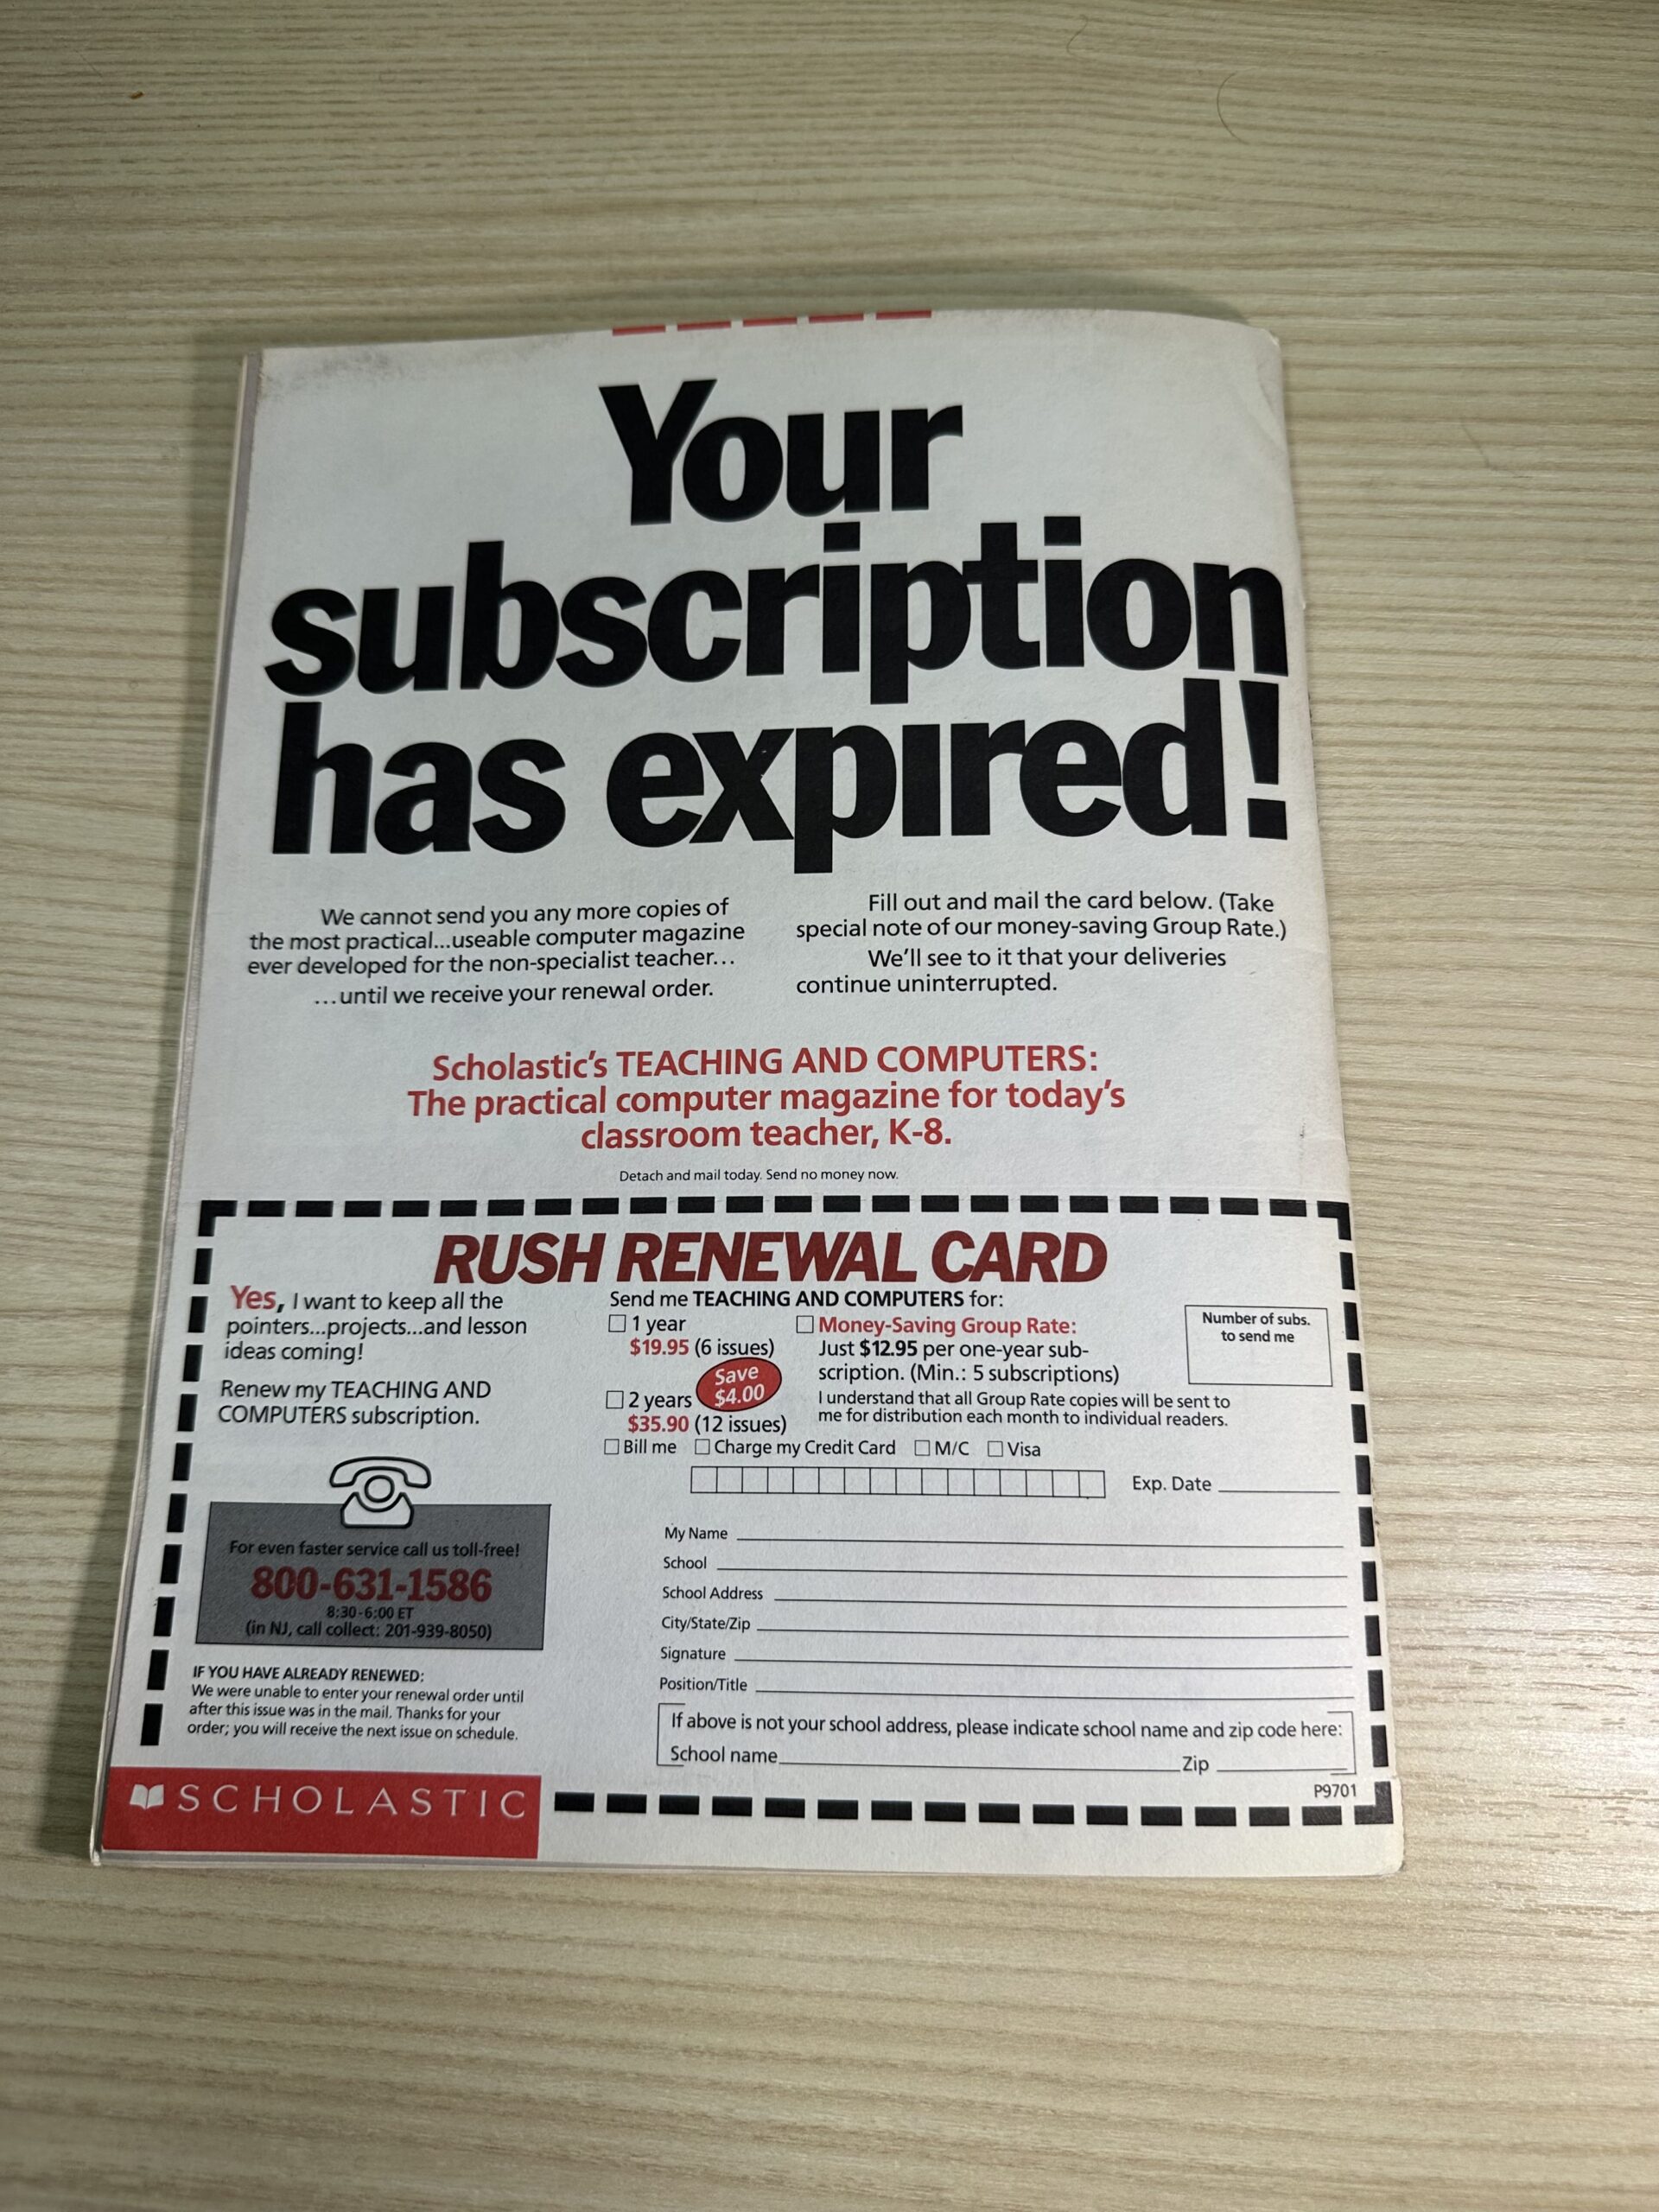 Your
subscription
has expired!
We cannot send you any more copies of
the most practical...useable computer magazine
ever developed for the non-specialist teacher...
...until we receive your renewal order.
Fill out and mail the card below. (Take
special note of our money-saving Group Rate.)
We'll see to it that your deliveries
continue uninterrupted.
Scholastic's TEACHING AND COMPUTERS:
The practical computer magazine for today's
classroom teacher, K-8.
Detach and mail today. Send no money now.
RUSH RENEWAL CARD
Yes, I want to keep all the
pointers...projects...and lesson
ideas coming!
Renew my TEACHING AND
COMPUTERS subscription.
For even faster service call us toll-free!
800-631-1586
8:30-6:00 ET
(in NJ, call collect: 201-939-8050)
IF YOU HAVE ALREADY RENEWED:
We were unable to enter your renewal order until
after this issue was in the mail. Thanks for your
order; you will receive the next issue on schedule.
Send me TEACHING AND COMPUTERS for:
1 year
$19.95 (6 issues)
Save
$4.00
2 years
$35.90 (12 issues)
Money-Saving Group Rate:
Just $12.95 per one-year sub-
scription. (Min.: 5 subscriptions)
I understand that all Group Rate copies will be sent to
me for distribution each month to individual readers.
Number of subs.
to send me
Bill me Charge my Credit Card M/C Visa
Exp. Date
My Name
School
School Address
City/State/Zip
Signature
Position/Title
If above is not your school address, please indicate school name and zip code here:
School name Zip
P9701
SCHOLASTIC